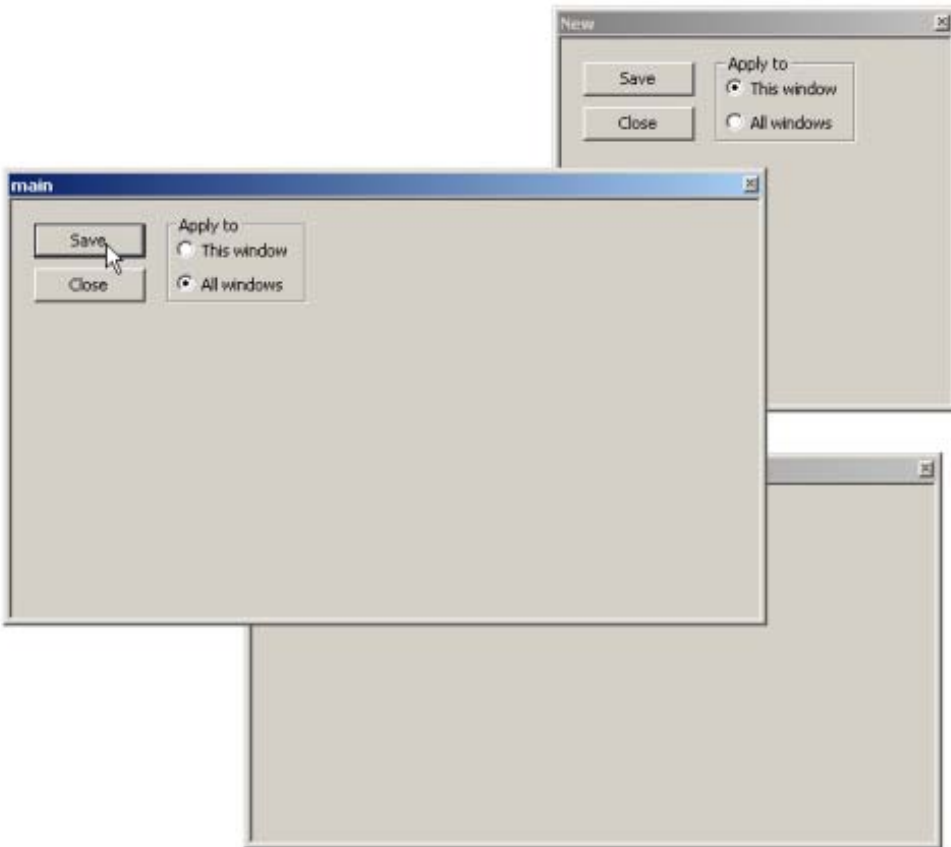 New
Save
Apply to
This window
Close
All windows
main
Save
Apply to
This window
Close
All windows